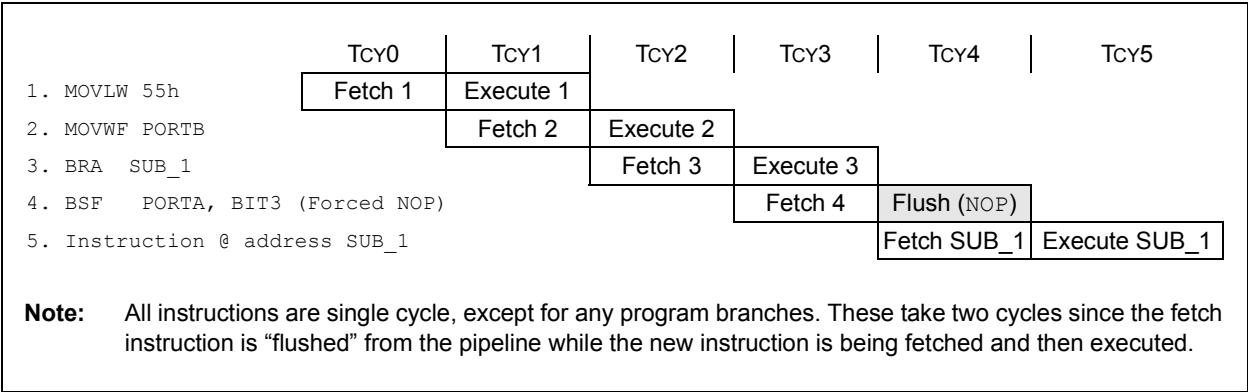 TCY0 TCY1 TCY2 TCY3 TCY4 TCY5
1. MOVLW 55h Fetch 1 Execute 1
2. MOVWF PORTB Fetch 2 Execute 2
3. BRA SUB_1 Fetch 3 Execute 3
4. BSF PORTA, BIT3 (Forced NOP) Fetch 4 Flush (NOP)
5. Instruction @ address SUB_1 Fetch SUB_1 Execute SUB_1
Note: All instructions are single cycle, except for any program branches. These take two cycles since the fetch
instruction is “flushed” from the pipeline while the new instruction is being fetched and then executed.